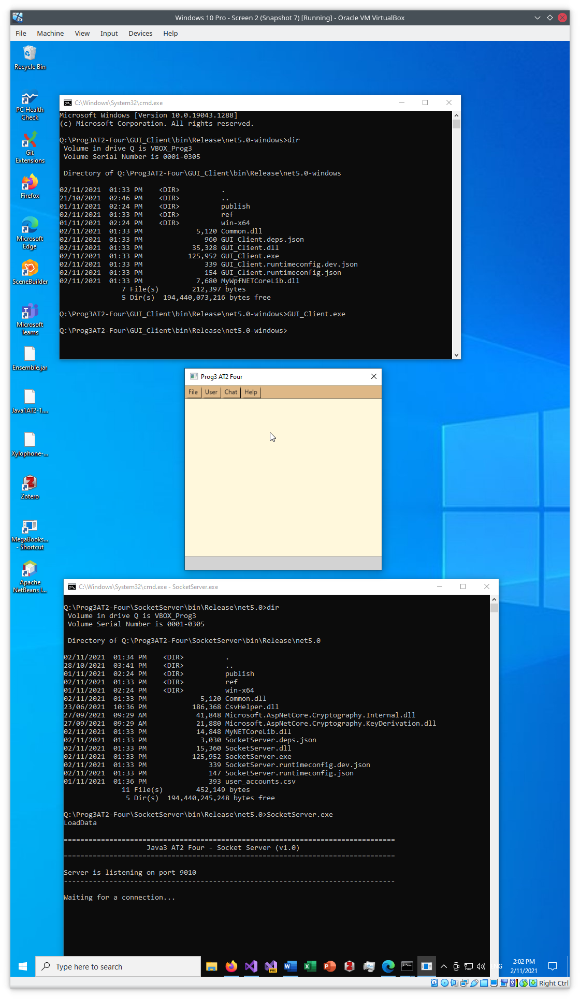 Windows 10 Pro - Screen 2 (Snapshot 7) [Running] - Oracle VM VirtualBox
File Machine View Input Devices Help
Recycle Bin
PC Health
Check
Git
Extensions
Firefox
Microsoft
Edge
SceneBuilder
Microsoft
Teams
Ensemble.jar
Java1AT2-1....
Xylophone-...
Zotero
MegaBooks...
- Shortcut
Apache
NetBeans I...
C:\Windows\System32\cmd.exe
Microsoft Windows [Version 10.0.19043.1288]
(c) Microsoft Corporation. All rights reserved.
Q:\Prog3AT2-Four\GUI_Client\bin\Release\net5.0-windows>dir
Volume in drive Q is VBOX_Prog3
Volume Serial Number is 0001-0305
Directory of Q:\Prog3AT2-Four\GUI_Client\bin\Release\net5.0-windows
02/11/2021  01:33 PM    <DIR>          .
21/10/2021  02:46 PM    <DIR>          ..
01/11/2021  02:24 PM    <DIR>          publish
02/11/2021  01:33 PM    <DIR>          ref
01/11/2021  02:24 PM    <DIR>          win-x64
02/11/2021  01:33 PM             5,120 Common.dll
02/11/2021  01:33 PM               960 GUI_Client.deps.json
02/11/2021  01:33 PM            35,328 GUI_Client.dll
02/11/2021  01:33 PM           125,952 GUI_Client.exe
02/11/2021  01:33 PM               339 GUI_Client.runtimeconfig.dev.json
02/11/2021  01:33 PM               154 GUI_Client.runtimeconfig.json
02/11/2021  01:33 PM             7,680 MyWpfNETCoreLib.dll
7 File(s)        212,397 bytes
5 Dir(s)  194,440,073,216 bytes free
Q:\Prog3AT2-Four\GUI_Client\bin\Release\net5.0-windows>GUI_Client.exe
Q:\Prog3AT2-Four\GUI_Client\bin\Release\net5.0-windows>
Prog3 AT2 Four
File User Chat Help
C:\Windows\System32\cmd.exe - SocketServer.exe
Q:\Prog3AT2-Four\SocketServer\bin\Release\net5.0>dir
Volume in drive Q is VBOX_Prog3
Volume Serial Number is 0001-0305
Directory of Q:\Prog3AT2-Four\SocketServer\bin\Release\net5.0
02/11/2021  01:34 PM    <DIR>          .
28/10/2021  03:41 PM    <DIR>          ..
01/11/2021  02:24 PM    <DIR>          publish
02/11/2021  01:33 PM    <DIR>          ref
01/11/2021  02:24 PM    <DIR>          win-x64
02/11/2021  01:33 PM             5,120 Common.dll
23/06/2021  10:36 PM           186,368 CsvHelper.dll
27/09/2021  09:29 AM            41,848 Microsoft.AspNetCore.Cryptography.Internal.dll
27/09/2021  09:29 AM            21,880 Microsoft.AspNetCore.Cryptography.KeyDerivation.dll
02/11/2021  01:33 PM            14,848 MyNETCoreLib.dll
02/11/2021  01:33 PM             3,030 SocketServer.deps.json
02/11/2021  01:33 PM            15,360 SocketServer.dll
02/11/2021  01:33 PM           125,952 SocketServer.exe
02/11/2021  01:33 PM               339 SocketServer.runtimeconfig.dev.json
02/11/2021  01:33 PM               147 SocketServer.runtimeconfig.json
01/11/2021  01:36 PM               393 user_accounts.csv
11 File(s)        452,149 bytes
5 Dir(s)  194,440,245,248 bytes free
Q:\Prog3AT2-Four\SocketServer\bin\Release\net5.0>SocketServer.exe
LoadData
================================================================================
Java3 AT2 Four - Socket Server (v1.0)
================================================================================
Server is listening on port 9010
--------------------------------------------------------------------------------
Waiting for a connection...
Type here to search
ENG
2:02 PM
2/11/2021
Right Ctrl